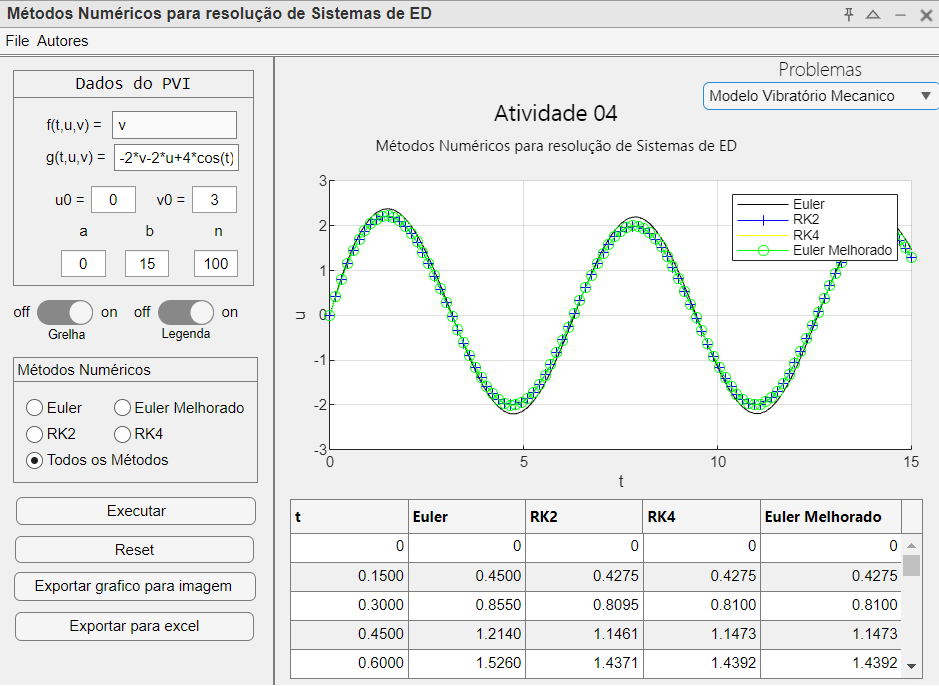 Métodos Numéricos para resolução de Sistemas de ED
File Autores
Dados do PVI
f(t,u,v) = v
g(t,u,v) = -2*v-2*u+4*cos(t)
u0 = 0 v0 = 3
a b n
0 15 100
off on off on
Grelha Legenda
Métodos Numéricos
Euler Euler Melhorado
RK2 RK4
Todos os Métodos
Executar
Reset
Exportar grafico para imagem
Exportar para excel
Problemas
Modelo Vibratório Mecanico
Atividade 04
Métodos Numéricos para resolução de Sistemas de ED
3
2
1
0
-1
-2
-3
u
0 5 10 15
t
Euler
RK2
RK4
Euler Melhorado
t Euler RK2 RK4 Euler Melhorado
0 0 0 0 0
0.1500 0.4500 0.4275 0.4275 0.4275
0.3000 0.8550 0.8095 0.8100 0.8100
0.4500 1.2140 1.1461 1.1473 1.1473
0.6000 1.5260 1.4371 1.4392 1.4392